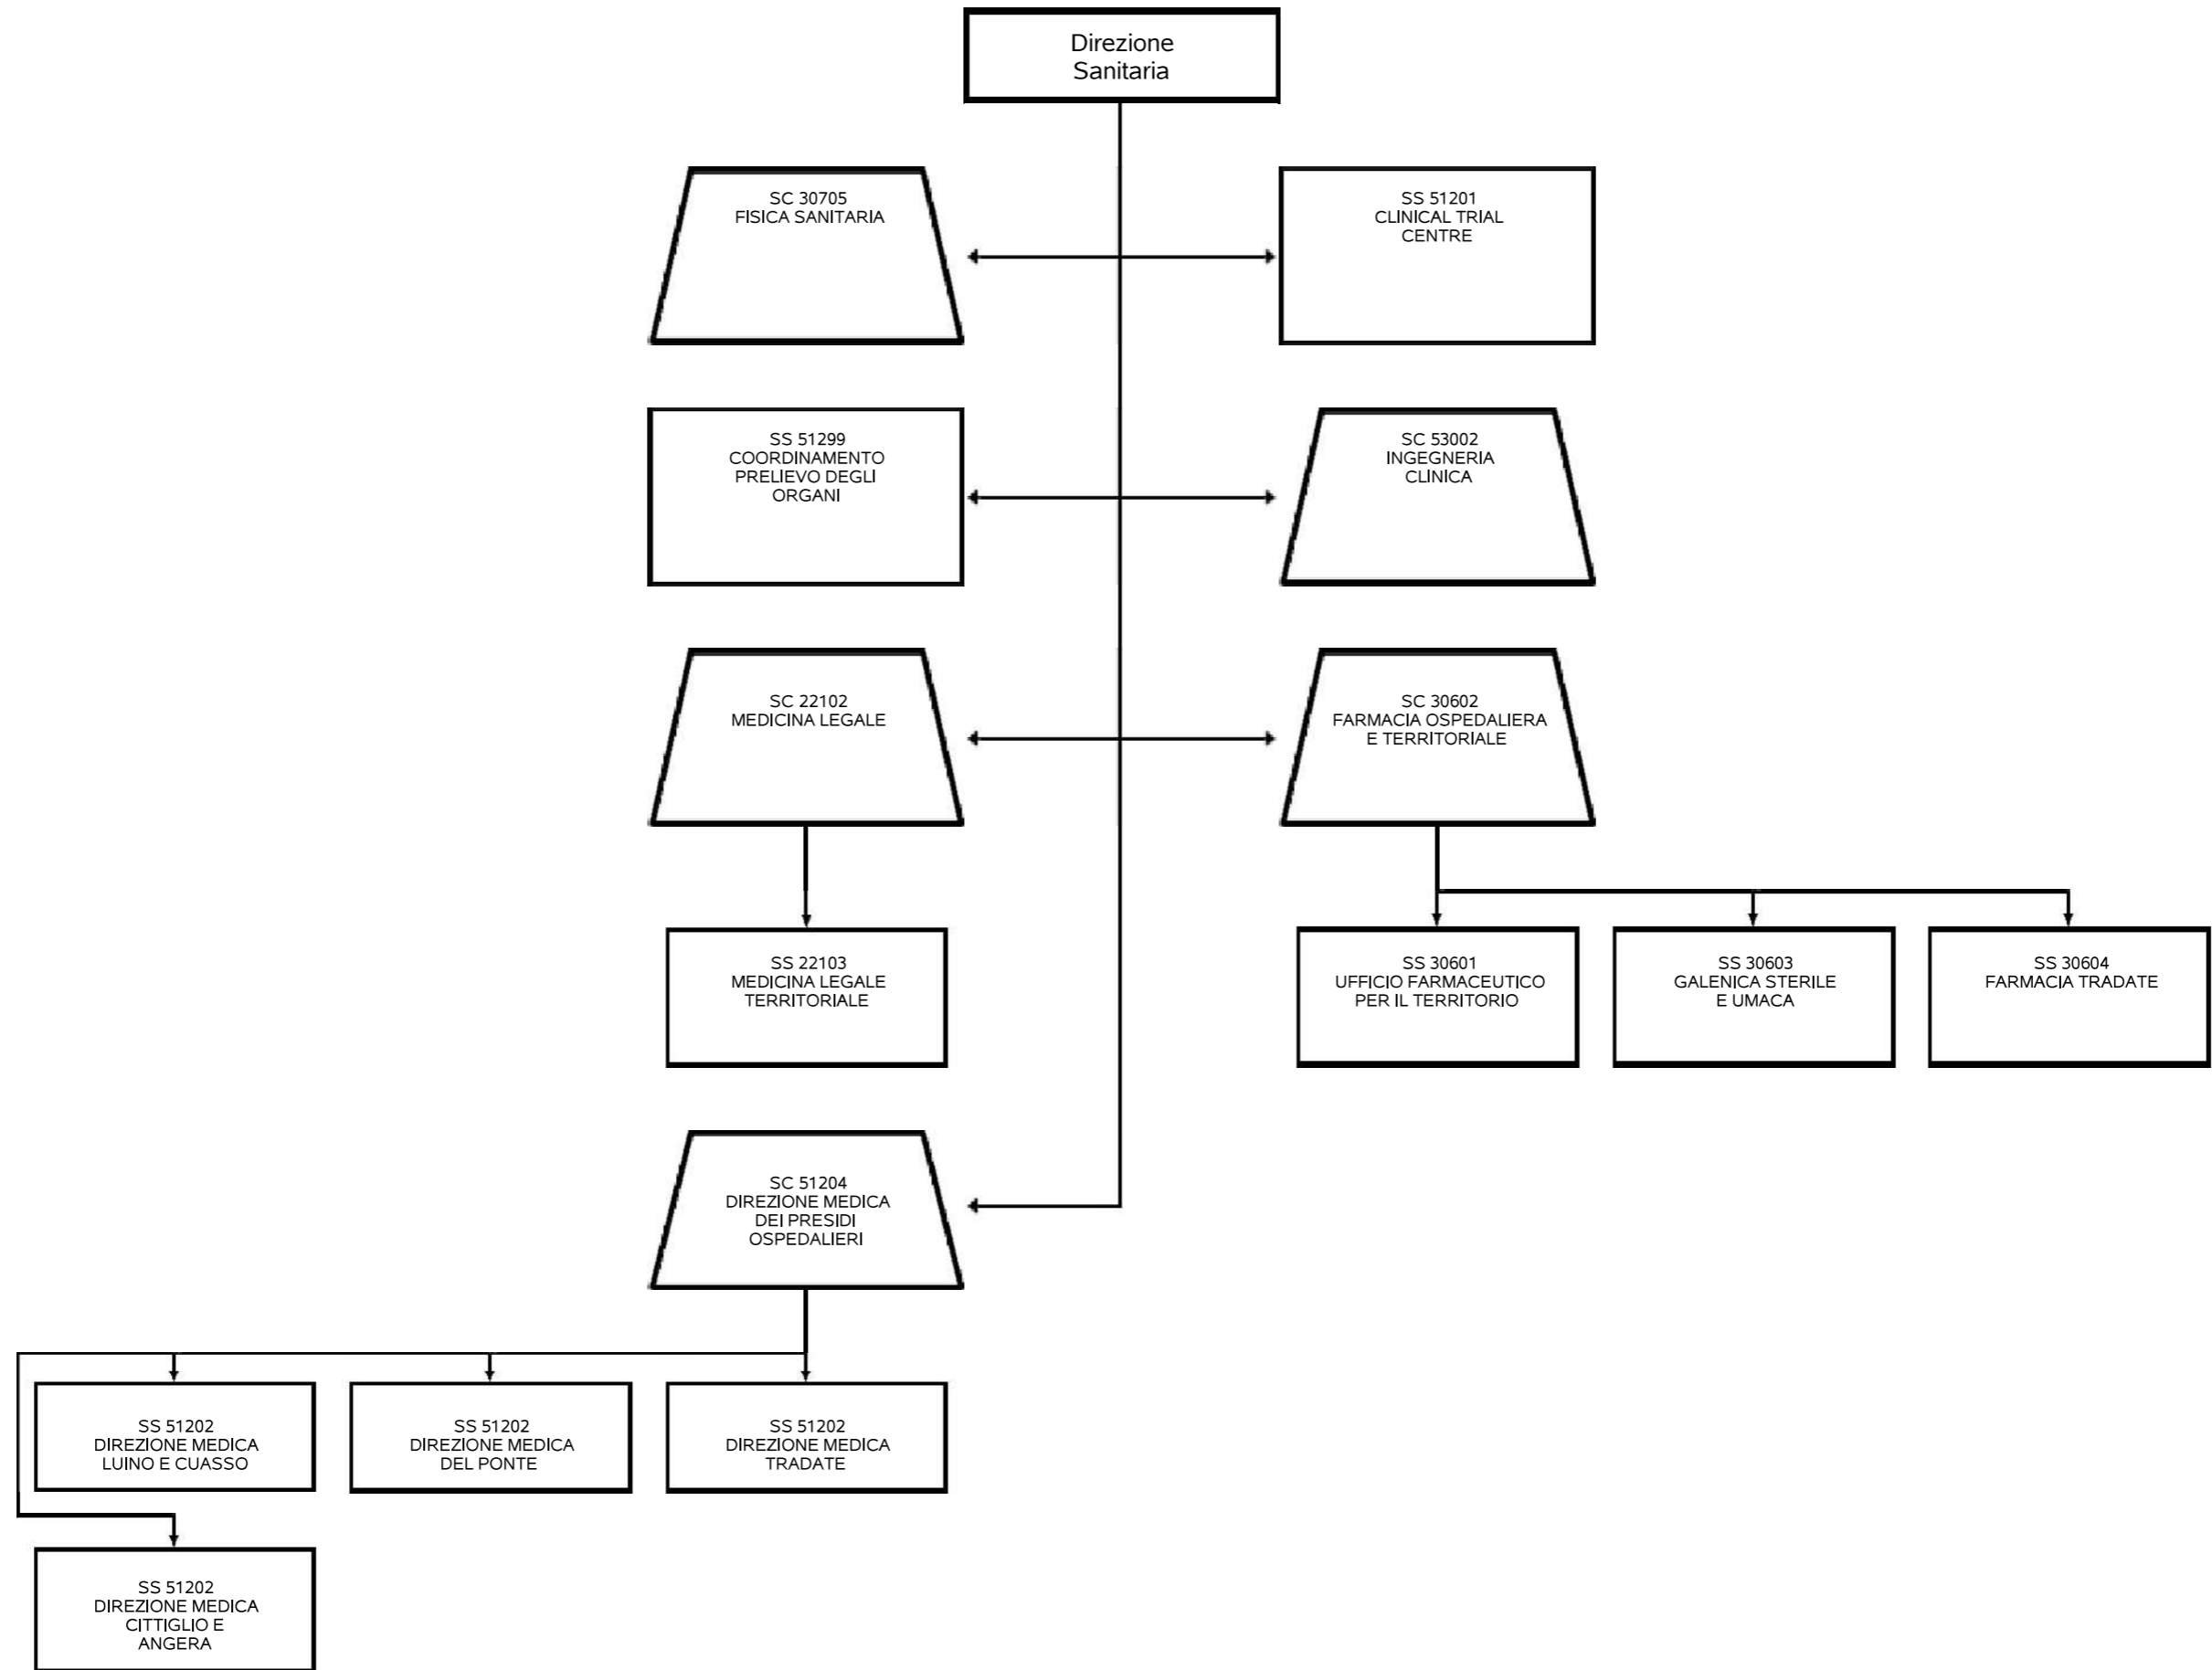 Direzione
Sanitaria
SC 30705
FISICA SANITARIA
SS 51201
CLINICAL TRIAL
CENTRE
SS 51299
COORDINAMENTO
PRELIEVO DEGLI
ORGANI
SC 53002
INGEGNERIA
CLINICA
SC 22102
MEDICINA LEGALE
SC 30602
FARMACIA OSPEDALIERA
E TERRITORIALE
SS 22103
MEDICINA LEGALE
TERRITORIALE
SS 30601
UFFICIO FARMACEUTICO
PER IL TERRITORIO
SS 30603
GALENICA STERILE
E UMACA
SS 30604
FARMACIA TRADATE
SC 51204
DIREZIONE MEDICA
DEI PRESIDI
OSPEDALIERI
SS 51202
DIREZIONE MEDICA
LUINO E CUASSO
SS 51202
DIREZIONE MEDICA
DEL PONTE
SS 51202
DIREZIONE MEDICA
TRADATE
SS 51202
DIREZIONE MEDICA
CITTIGLIO E
ANGERA